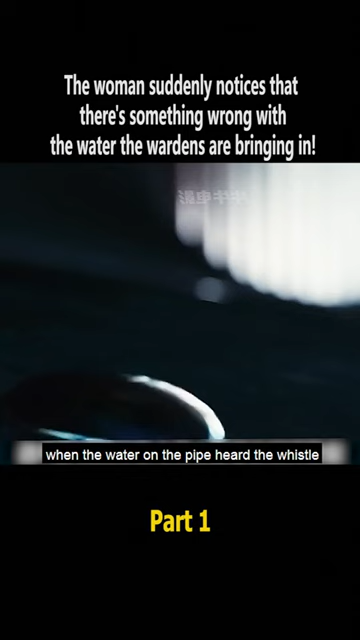 The woman suddenly notices that
there's something wrong with
the water the wardens are bringing in!
when the water on the pipe heard the whistle
Part 1